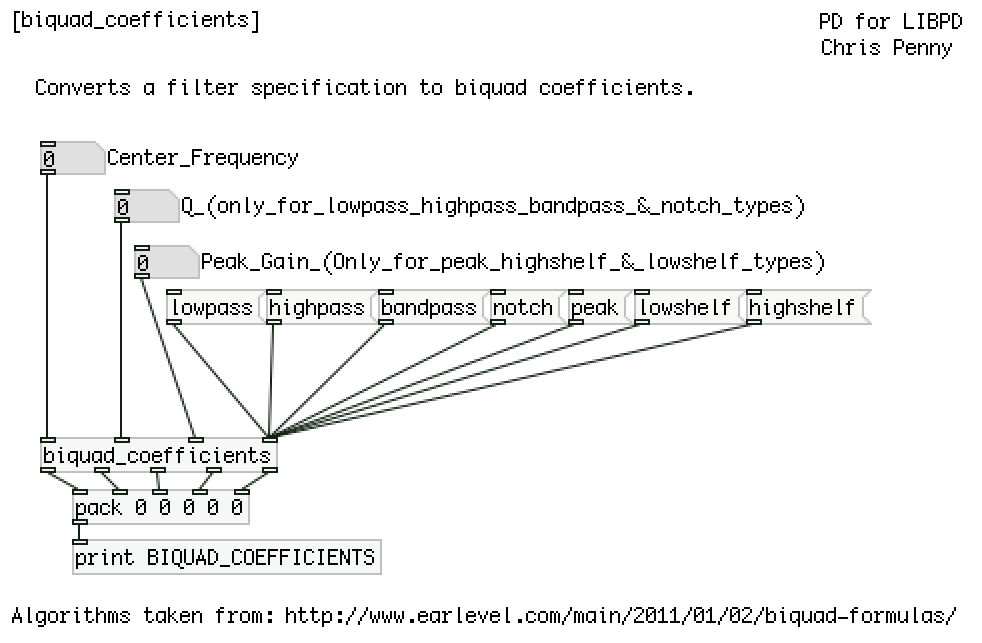 [biquad_coefficients]
PD for LIBPD
Chris Penny
Converts a filter specification to biquad coefficients.
0 Center_Frequency
0 Q_(only_for_lowpass_highpass_bandpass_&_notch_types)
0 Peak_Gain_(Only_for_peak_highshelf_&_lowshelf_types)
lowpass highpass bandpass notch peak lowshelf highshelf
biquad_coefficients
pack 0 0 0 0 0
print BIQUAD_COEFFICIENTS
Algorithms taken from: http://www.earlevel.com/main/2011/01/02/biquad-formulas/